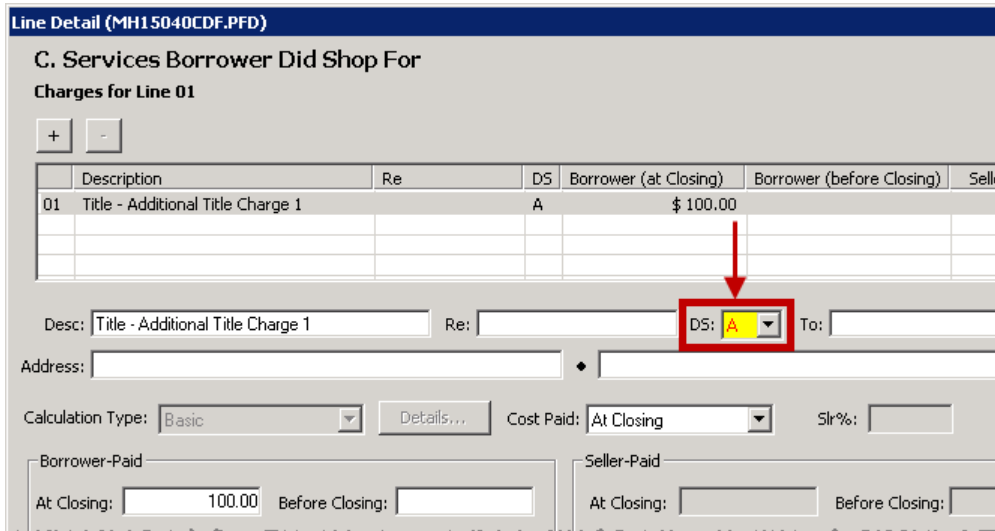 Line Detail (MH15040CDF.PFD)
C. Services Borrower Did Shop For
Charges for Line 01
+ -
Description Re DS Borrower (at Closing) Borrower (before Closing) Selle
01 Title - Additional Title Charge 1 A $ 100.00
Desc: Title - Additional Title Charge 1 Re: DS: A To:
Address:
Calculation Type: Basic Details... Cost Paid: At Closing Slr%:
Borrower-Paid Seller-Paid
At Closing: 100.00 Before Closing: At Closing: Before Closing: